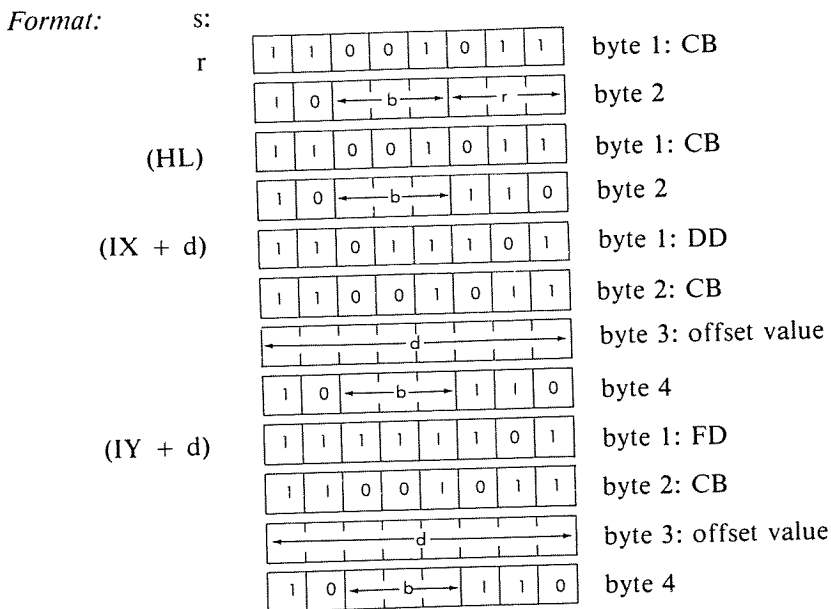 Format: s:
r 1 1 0 0 1 0 1 1 byte 1: CB
1 0 b r byte 2
(HL) 1 1 0 0 1 0 1 1 byte 1: CB
1 0 b 1 1 0 byte 2
(IX + d) 1 1 0 1 1 1 0 1 byte 1: DD
1 1 0 0 1 0 1 1 byte 2: CB
d byte 3: offset value
1 0 b 1 1 0 byte 4
(IY + d) 1 1 1 1 1 1 0 1 byte 1: FD
1 1 0 0 1 0 1 1 byte 2: CB
d byte 3: offset value
1 0 b 1 1 0 byte 4